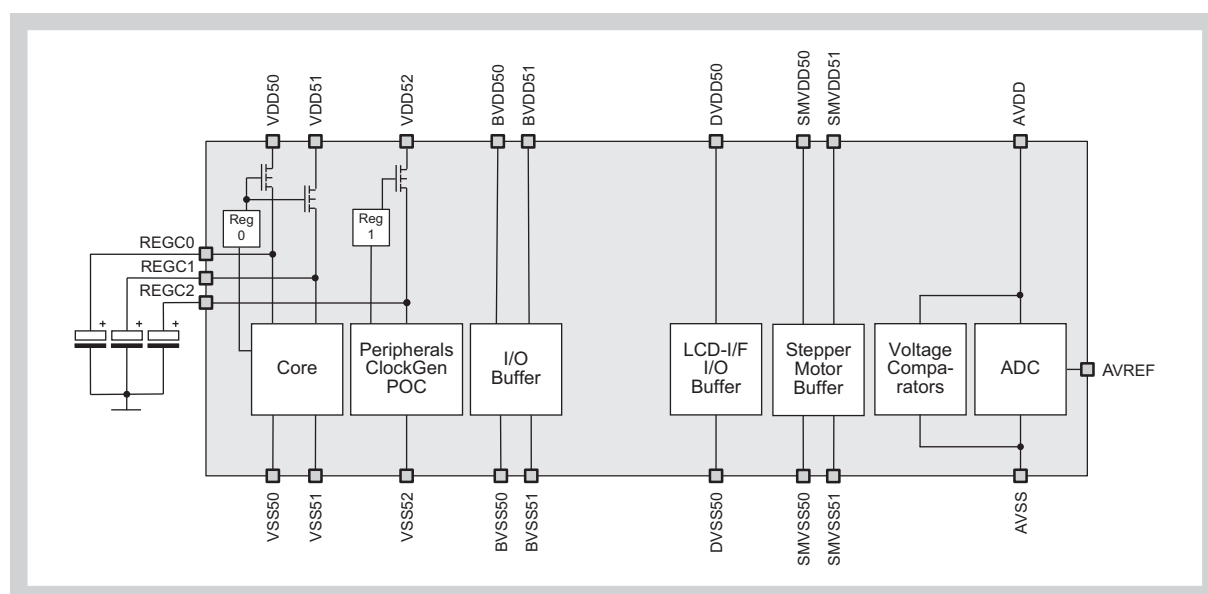 VDD50
VDD51
VDD52
BVDD50
BVDD51
DVDD50
SMVDD50
SMVDD51
AVDD
Reg
0
Reg
1
REGC0
REGC1
REGC2
+
+
+
Core
Peripherals
ClockGen
POC
I/O
Buffer
LCD-I/F
I/O
Buffer
Stepper
Motor
Buffer
Voltage
Compa-
rators
ADC
AVREF
VSS50
VSS51
VSS52
BVSS50
BVSS51
DVSS50
SMVSS50
SMVSS51
AVSS